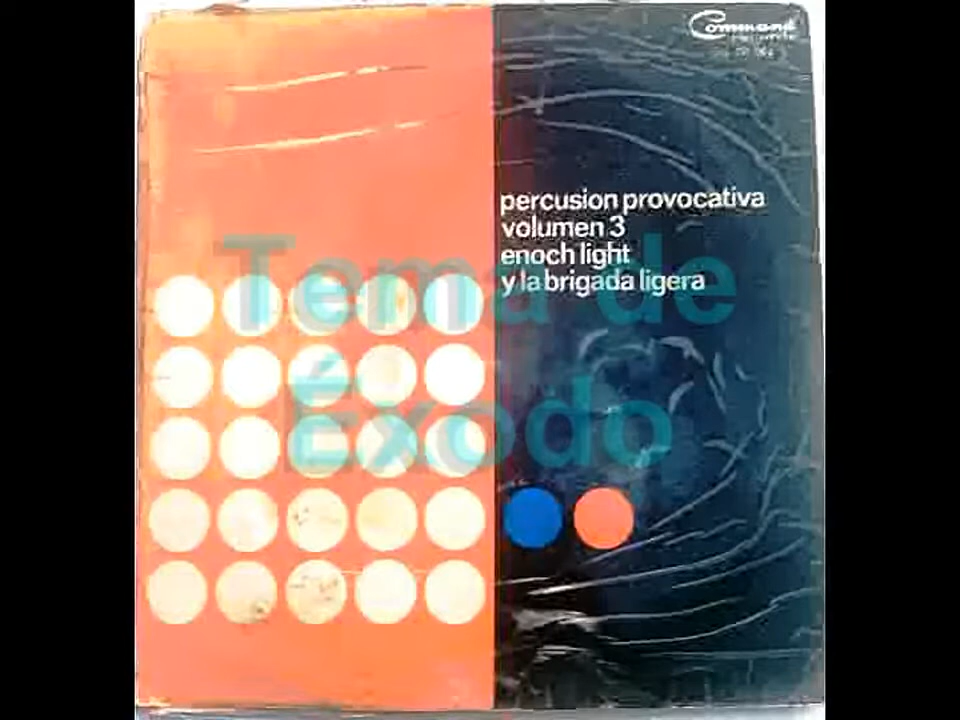 Command
percusion provocativa
volumen 3
enoch light
y la brigada ligera
Tema de
Éxodo